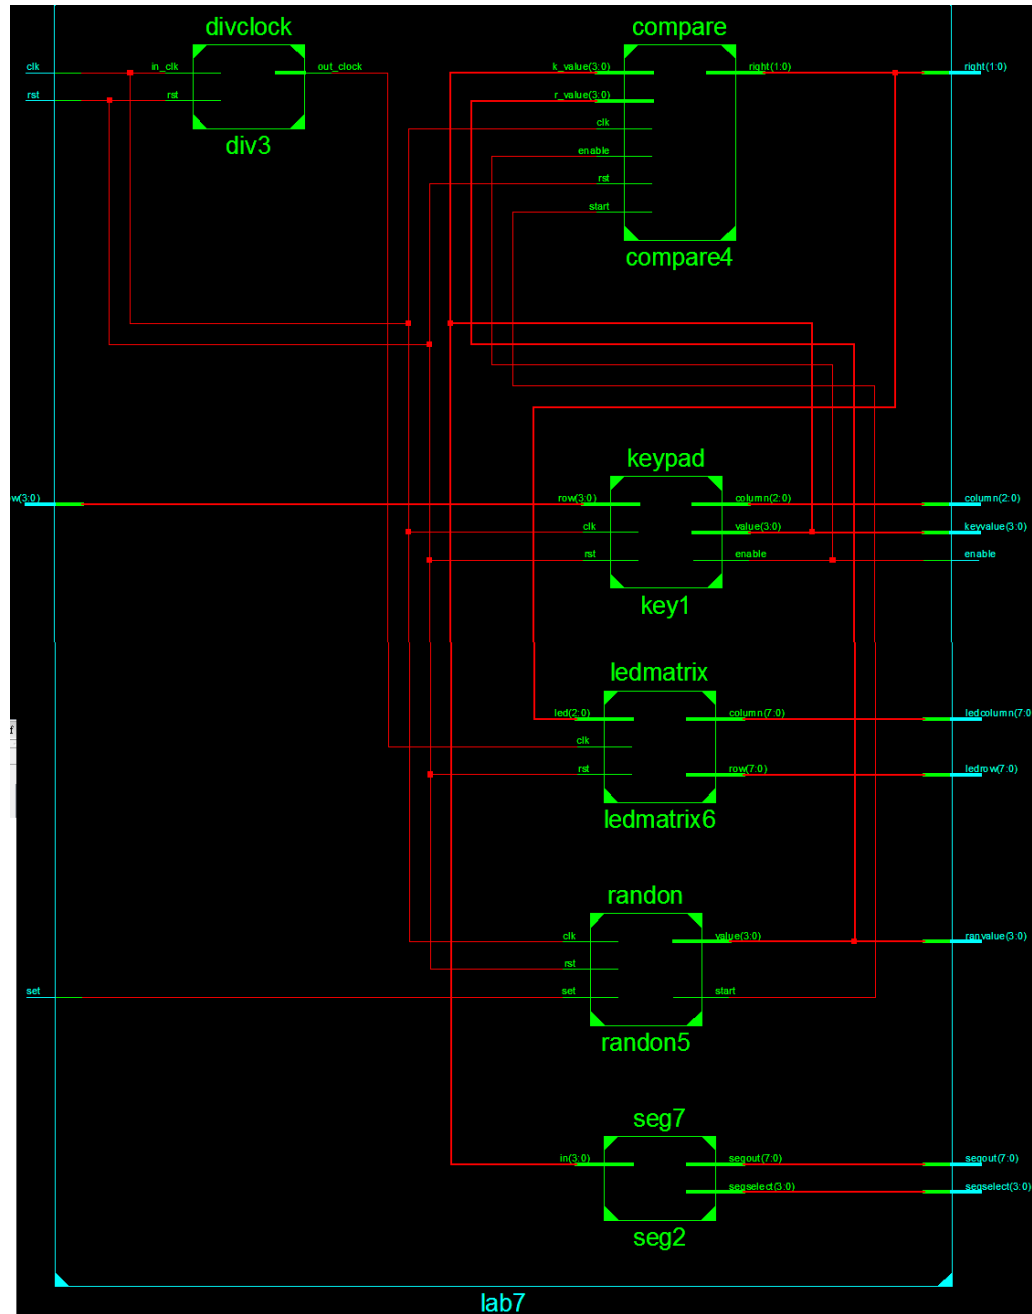 divclock
compare
clk
in_clk
out_clock
k_value(3:0)
right(1:0)
right(1:0)
rst
rst
r_value(3:0)
clk
div3
enable
rst
start
compare4
keypad
w(3:0)
row(3:0)
column(2:0)
column(2:0)
clk
value(3:0)
keyvalue(3:0)
rst
enable
enable
key1
ledmatrix
led(2:0)
column(7:0)
ledcolumn(7:0
f
clk
rst
row(7:0)
ledrow(7:0)
ledmatrix6
randon
clk
value(3:0)
ranvalue(3:0)
rst
set
set
start
randon5
seg7
in(3:0)
segout(7:0)
segout(7:0)
segselect(3:0)
segselect(3:0)
seg2
lab7